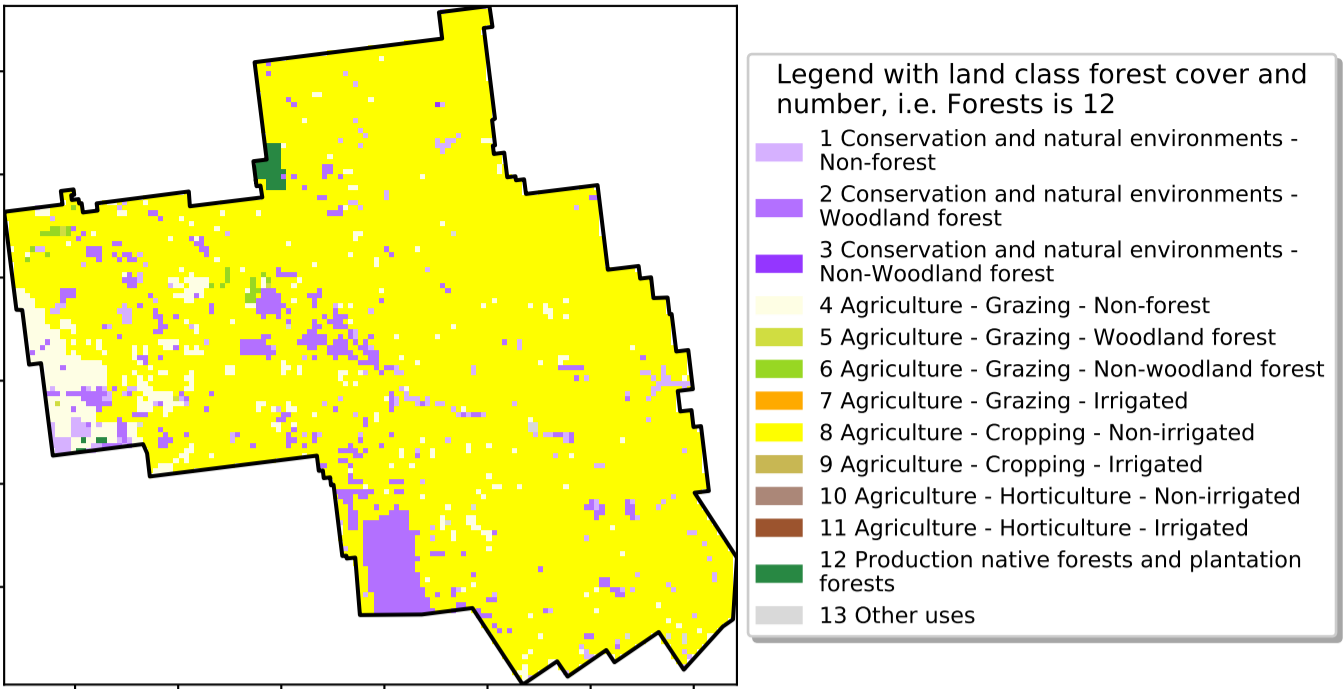 Legend with land class forest cover and
number, i.e. Forests is 12
1 Conservation and natural environments -
Non-forest
2 Conservation and natural environments -
Woodland forest
3 Conservation and natural environments -
Non-Woodland forest
4 Agriculture - Grazing - Non-forest
5 Agriculture - Grazing - Woodland forest
6 Agriculture - Grazing - Non-woodland forest
7 Agriculture - Grazing - Irrigated
8 Agriculture - Cropping - Non-irrigated
9 Agriculture - Cropping - Irrigated
10 Agriculture - Horticulture - Non-irrigated
11 Agriculture - Horticulture - Irrigated
12 Production native forests and plantation
forests
13 Other uses